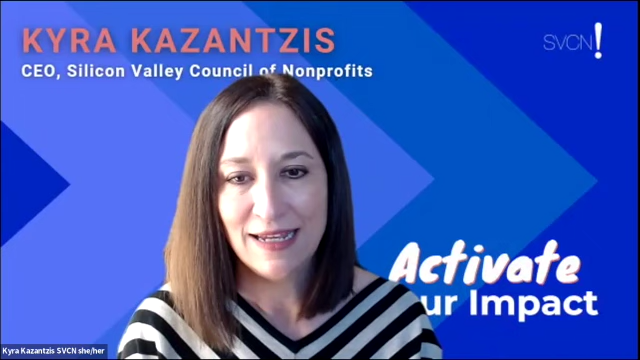 KYRA KAZANTZIS
SVCN!
CEO, Silicon Valley Council of Nonprofits
Activate
ur Impact
Kyra Kazantzis SVCN she/her